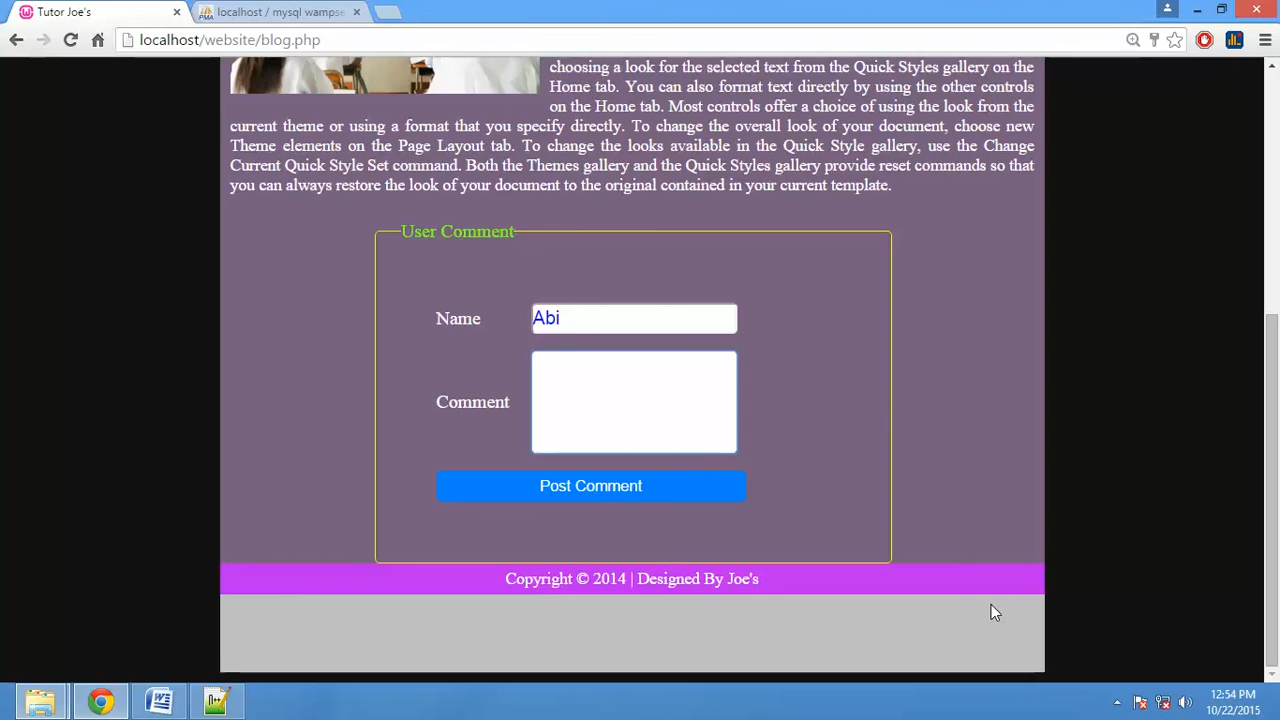 Tutor Joe's
localhost / mysql wampse
localhost/website/blog.php
choosing a look for the selected text from the Quick Styles gallery on the
Home tab. You can also format text directly by using the other controls
on the Home tab. Most controls offer a choice of using the look from the
current theme or using a format that you specify directly. To change the overall look of your document, choose new
Theme elements on the Page Layout tab. To change the looks available in the Quick Style gallery, use the Change
Current Quick Style Set command. Both the Themes gallery and the Quick Styles gallery provide reset commands so that
you can always restore the look of your document to the original contained in your current template.
User Comment
Name
Abi
Comment
Post Comment
Copyright © 2014 | Designed By Joe's
12:54 PM
10/22/2015